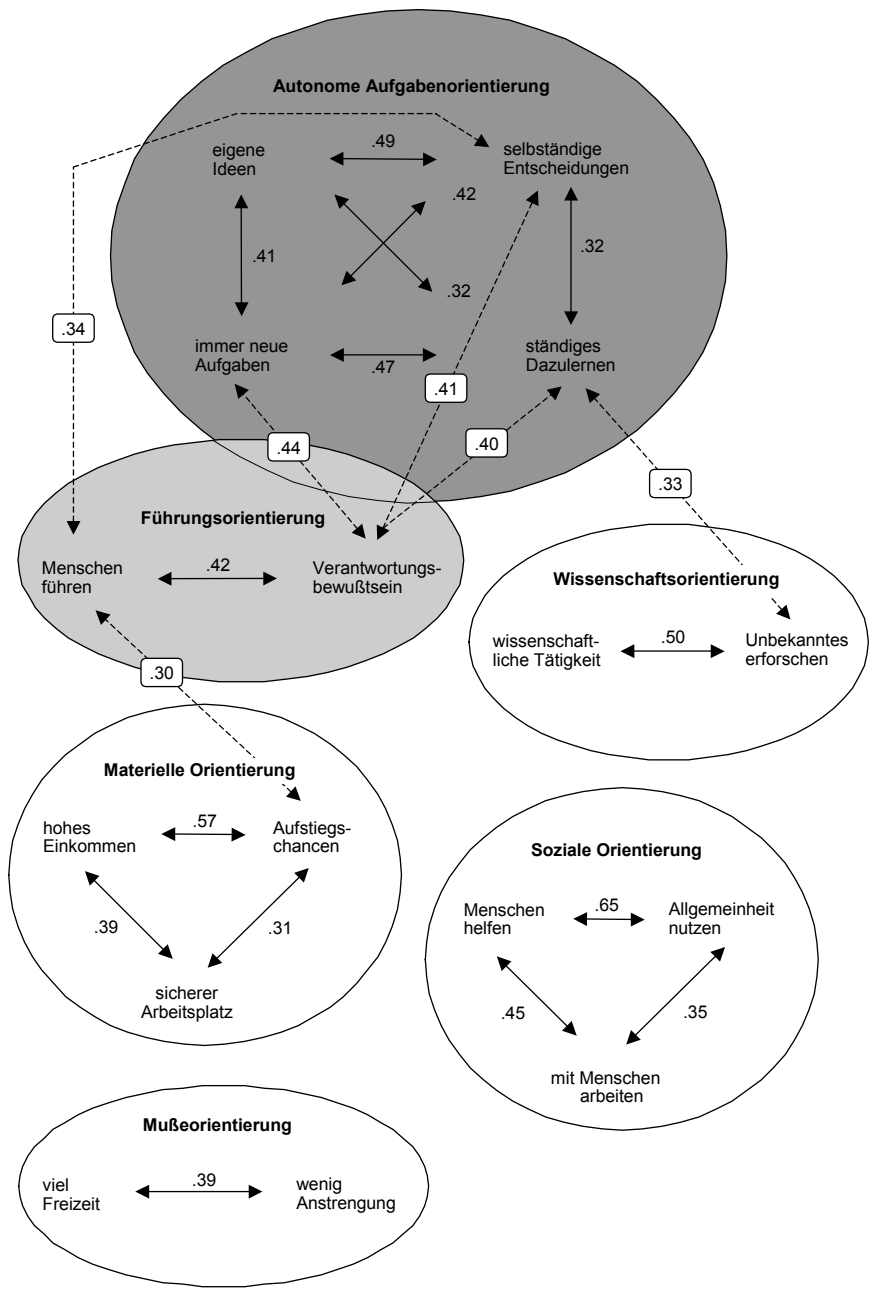 Autonome Aufgabenorientierung
eigene
Ideen
.49
selbständige
Entscheidungen
.42
.41
.32
.32
.34
immer neue
Aufgaben
.47
ständiges
Dazulernen
.41
.44
.40
.33
Führungsorientierung
Menschen
führen
.42
Verantwortungs-
bewußtsein
Wissenschaftsorientierung
wissenschaft-
liche Tätigkeit
.50
Unbekanntes
erforschen
.30
Materielle Orientierung
hohes
Einkommen
.57
Aufstiegs-
chancen
.39
.31
sicherer
Arbeitsplatz
Soziale Orientierung
Menschen
helfen
.65
Allgemeinheit
nutzen
.45
.35
mit Menschen
arbeiten
Mußeorientierung
viel
Freizeit
.39
wenig
Anstrengung